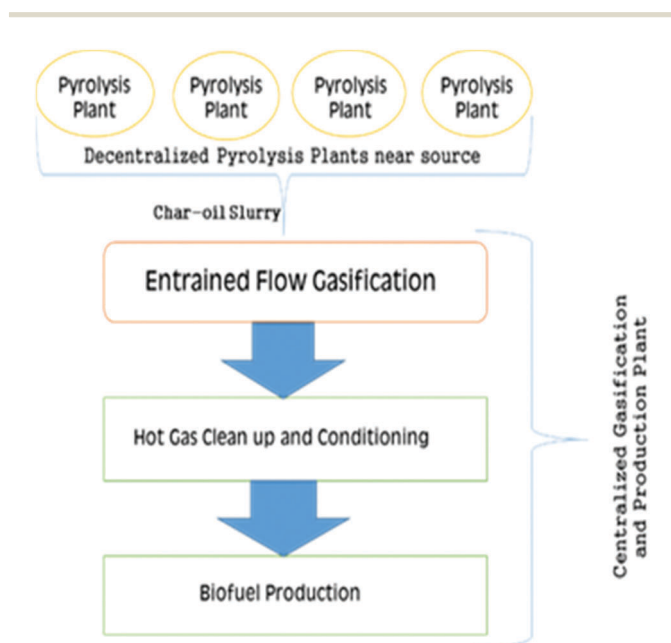 Pyrolysis
Plant
Pyrolysis
Plant
Pyrolysis
Plant
Pyrolysis
Plant
Decentralized Pyrolysis Plants near source
Char-oil Slurry
Entrained Flow Gasification
Hot Gas Clean up and Conditioning
Biofuel Production
Centralized Gasification
and Production Plant